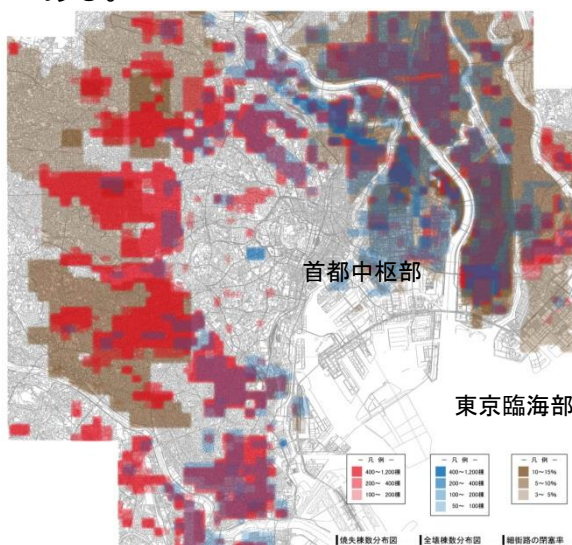 ある。
首都中枢部
東京臨海部
― 凡 例 ―
400～1,200棟
200～ 400棟
100～ 200棟
― 凡 例 ―
400～1,200棟
200～ 400棟
100～ 200棟
50～ 100棟
― 凡 例 ―
10～15%
5～10%
3～ 5%
焼失棟数分布図
全壊棟数分布図
細街路の閉塞率